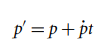 p′ = p + ṗt